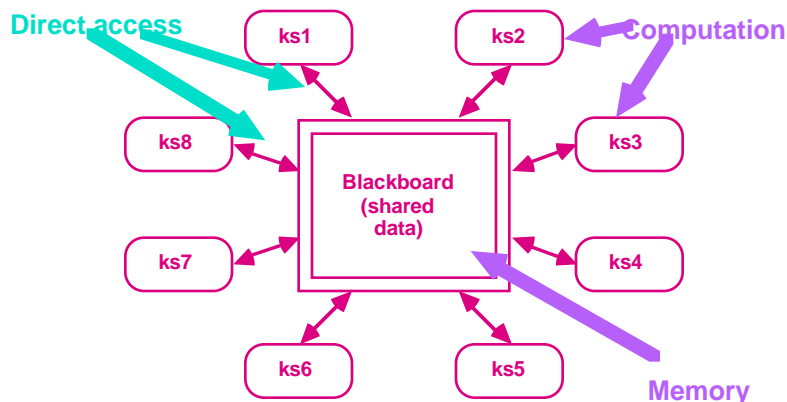 Direct access
ks1
ks2
Computation
ks8
ks3
Blackboard
(shared
data)
ks7
ks4
ks6
ks5
Memory